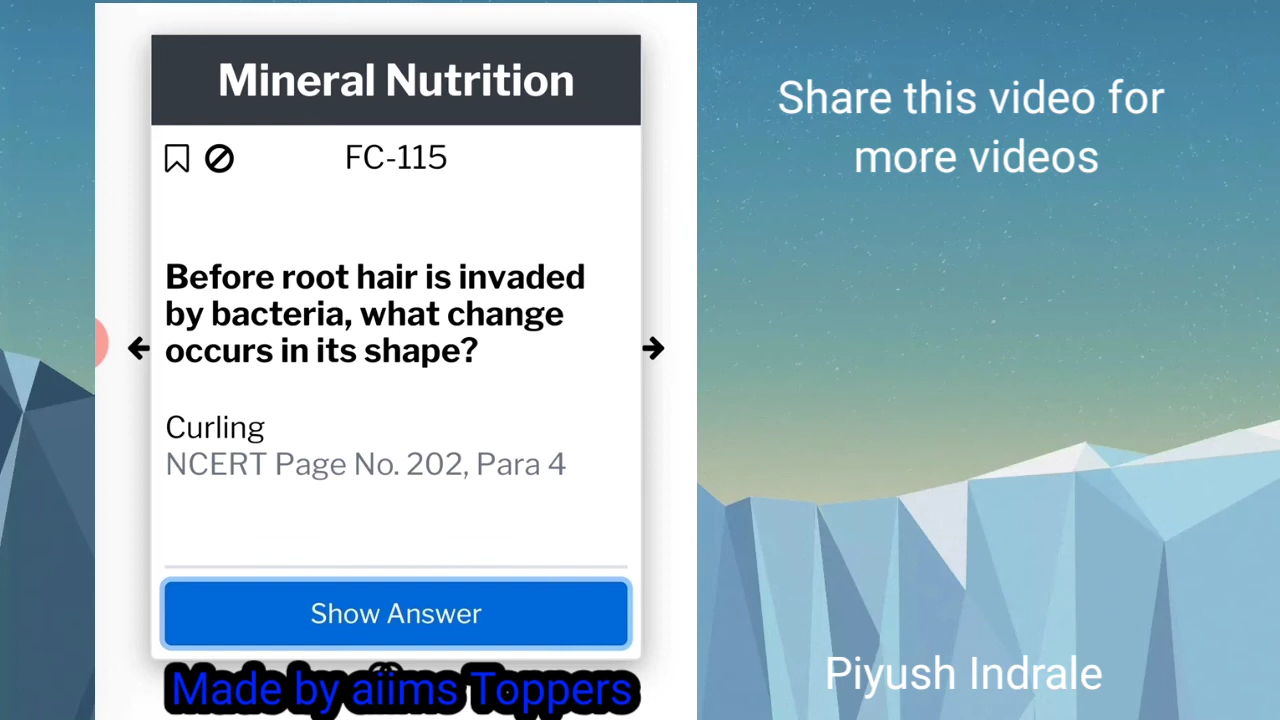 Mineral Nutrition
FC-115
Before root hair is invaded
by bacteria, what change
occurs in its shape?
Curling
NCERT Page No. 202, Para 4
Show Answer
Made by aiims Toppers
Share this video for
more videos
Piyush Indrale